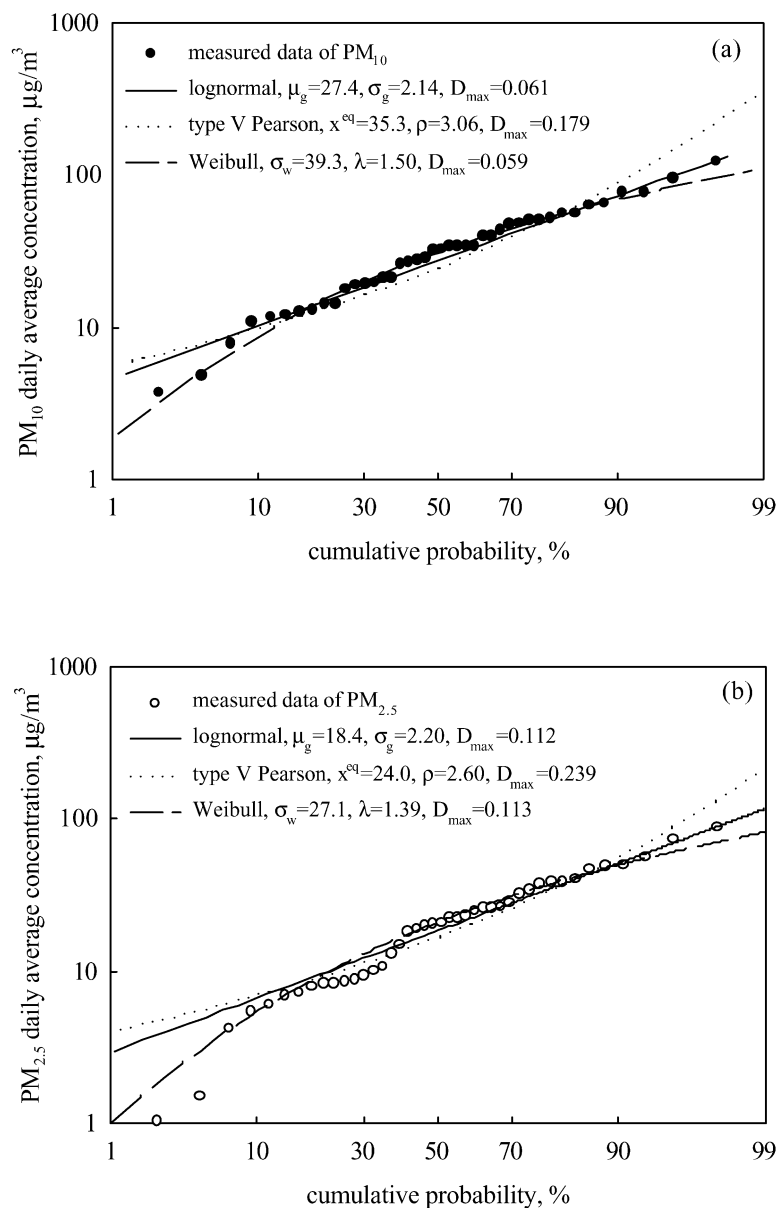 1000
(a)
measured data of PM₁₀
lognormal, μg=27.4, σg=2.14, Dmax=0.061
type V Pearson, x^eq=35.3, ρ=3.06, Dmax=0.179
Weibull, σw=39.3, λ=1.50, Dmax=0.059
100
10
1
PM₁₀ daily average concentration, μg/m³
1 10 30 50 70 90 99
cumulative probability, %
1000
(b)
measured data of PM₂.₅
lognormal, μg=18.4, σg=2.20, Dmax=0.112
type V Pearson, x^eq=24.0, ρ=2.60, Dmax=0.239
Weibull, σw=27.1, λ=1.39, Dmax=0.113
100
10
1
PM₂.₅ daily average concentration, μg/m³
1 10 30 50 70 90 99
cumulative probability, %